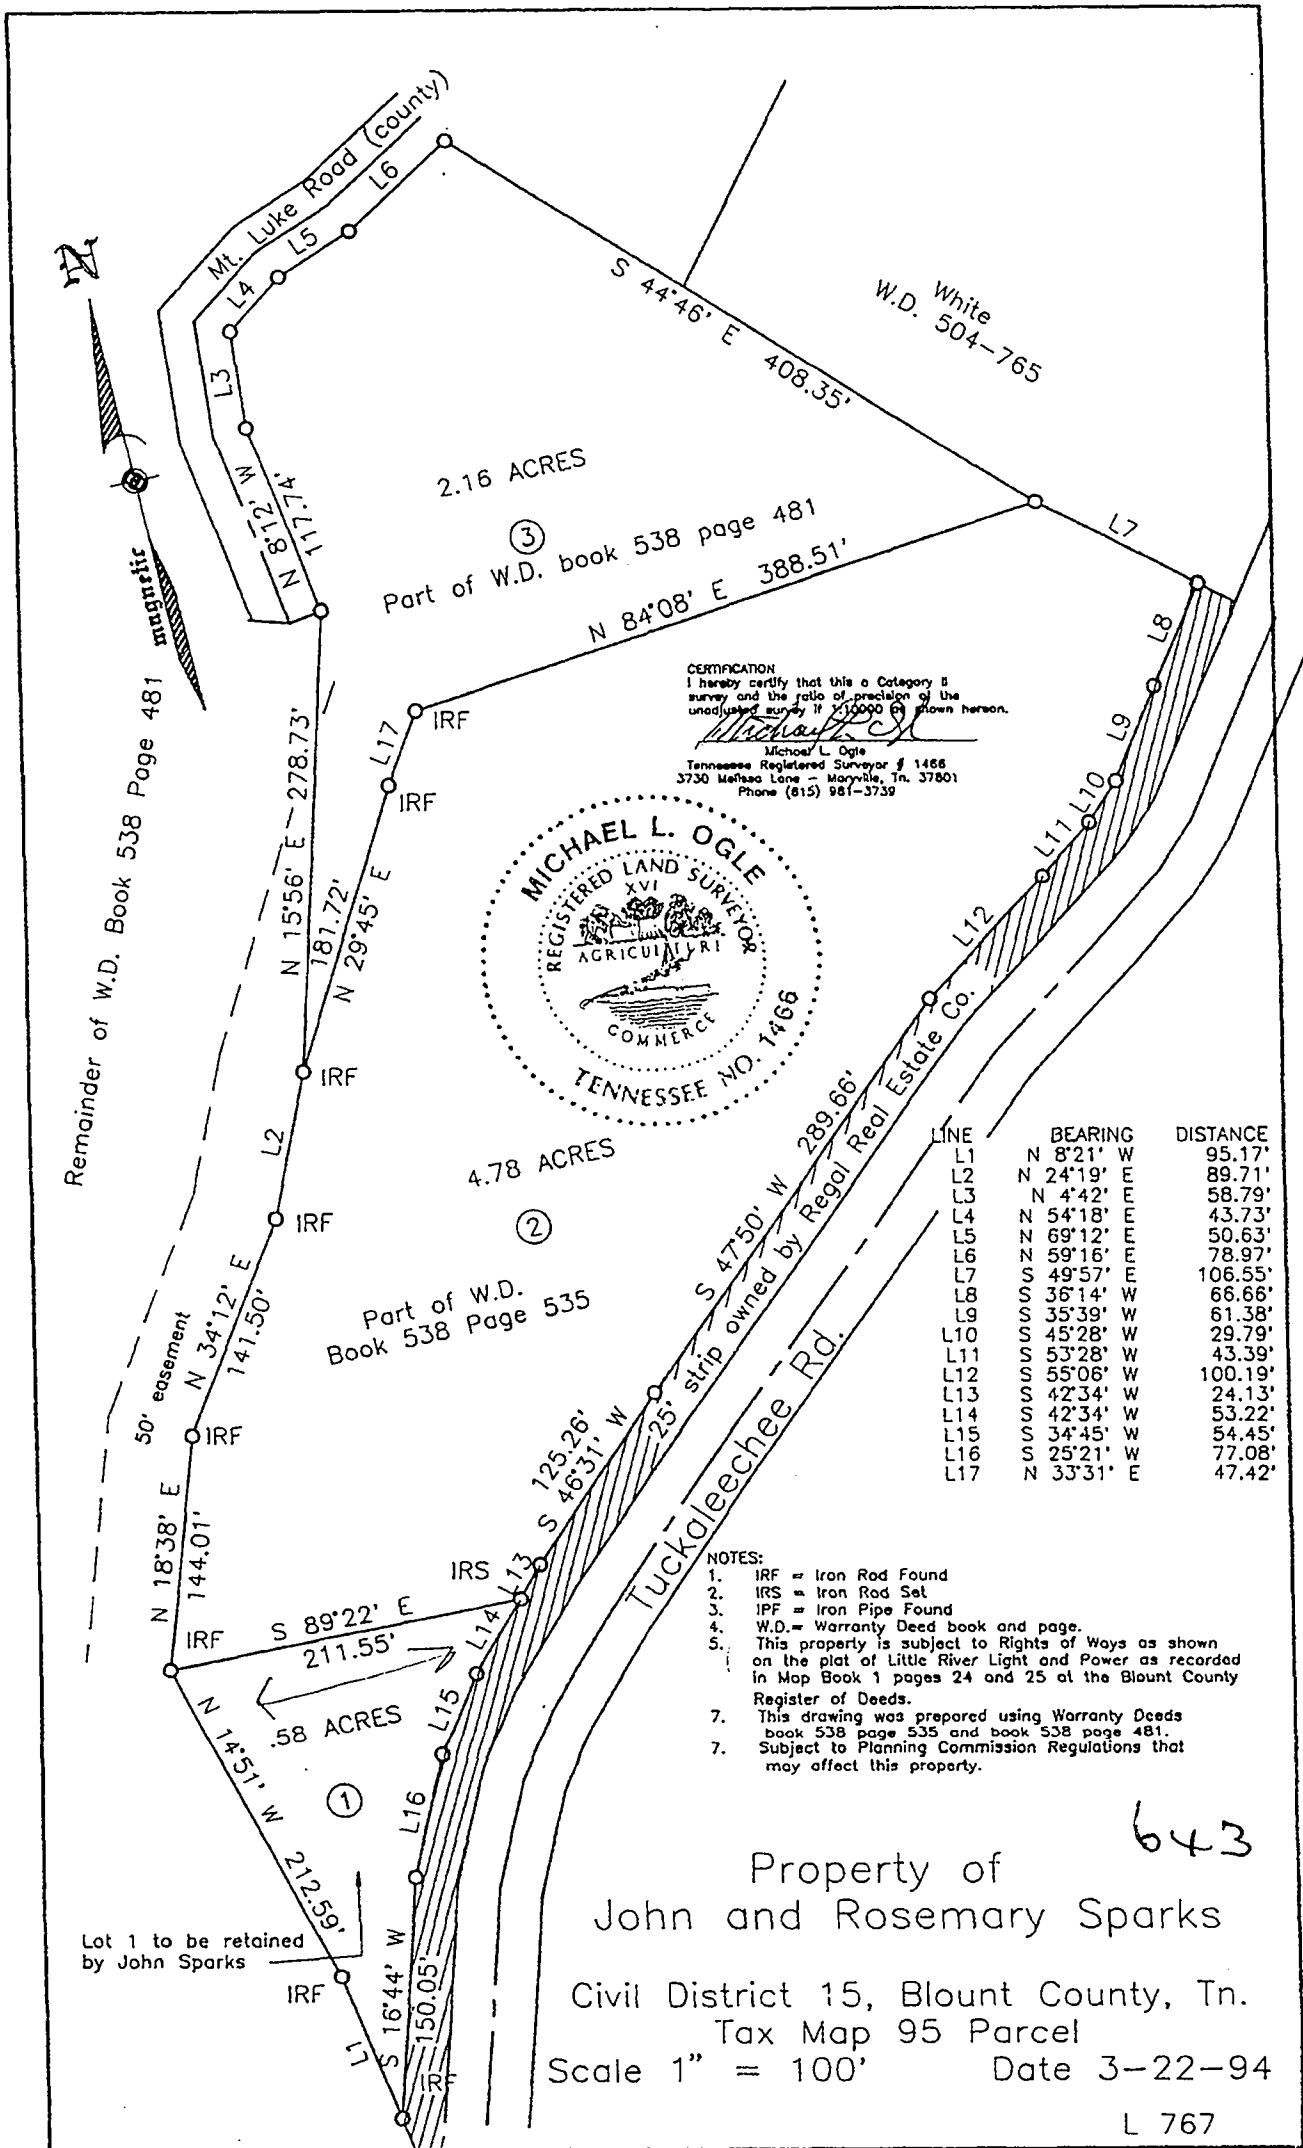 Mt. Luke Road (county)
L6
L5
L4
L3
N 8°12' W
117.74'
N
magnetic
S 44°46' E 408.35'
White
W.D. 504-765
2.16 ACRES
3
Part of W.D. book 538 page 481
N 84°08' E 388.51'
L7
L8
L9
L10
L11
L12
CERTIFICATION
I hereby certify that this a Category II
survey and the ratio of precision of the
unadjusted survey if 1:10000 as shown hereon.
Michael L. Ogle
Tennessee Registered Surveyor # 1466
3730 Melissa Lane - Maryville, Tn. 37801
Phone (615) 981-3739
MICHAEL L. OGLE
REGISTERED LAND SURVEYOR
XVI
AGRICULTURE
COMMERCE
TENNESSEE NO. 1466
L17
IRF
IRF
N 15°56' E - 278.73'
181.72'
N 29°45' E
IRF
Remainder of W.D. Book 538 Page 481
L2
IRF
4.78 ACRES
2
Part of W.D.
Book 538 Page 535
S 47°50' W 289.66'
25' strip owned by Regal Real Estate Co.
Tuckaleechee Rd.
N 34°12' E
141.50'
50' easement
IRF
N 18°38' E
144.01'
125.26'
S 46°31' W
LINE BEARING DISTANCE
L1 N 8°21' W 95.17'
L2 N 24°19' E 89.71'
L3 N 4°42' E 58.79'
L4 N 54°18' E 43.73'
L5 N 69°12' E 50.63'
L6 N 59°16' E 78.97'
L7 S 49°57' E 106.55'
L8 S 36°14' W 66.66'
L9 S 35°39' W 61.38'
L10 S 45°28' W 29.79'
L11 S 53°28' W 43.39'
L12 S 55°06' W 100.19'
L13 S 42°34' W 24.13'
L14 S 42°34' W 53.22'
L15 S 34°45' W 54.45'
L16 S 25°21' W 77.08'
L17 N 33°31' E 47.42'
IRS
L13
IRF
S 89°22' E
211.55'
L14
L15
L16
.58 ACRES
1
N 14°51' W 212.59'
Lot 1 to be retained
by John Sparks
IRF
L1
S 16°44' W
150.05'
IRF
NOTES:
1. IRF = Iron Rod Found
2. IRS = Iron Rod Set
3. IPF = Iron Pipe Found
4. W.D.= Warranty Deed book and page.
5. This property is subject to Rights of Ways as shown
on the plat of Little River Light and Power as recorded
in Map Book 1 pages 24 and 25 at the Blount County
Register of Deeds.
7. This drawing was prepared using Warranty Deeds
book 538 page 535 and book 538 page 481.
7. Subject to Planning Commission Regulations that
may affect this property.
643
Property of
John and Rosemary Sparks
Civil District 15, Blount County, Tn.
Tax Map 95 Parcel
Scale 1" = 100' Date 3-22-94
L 767